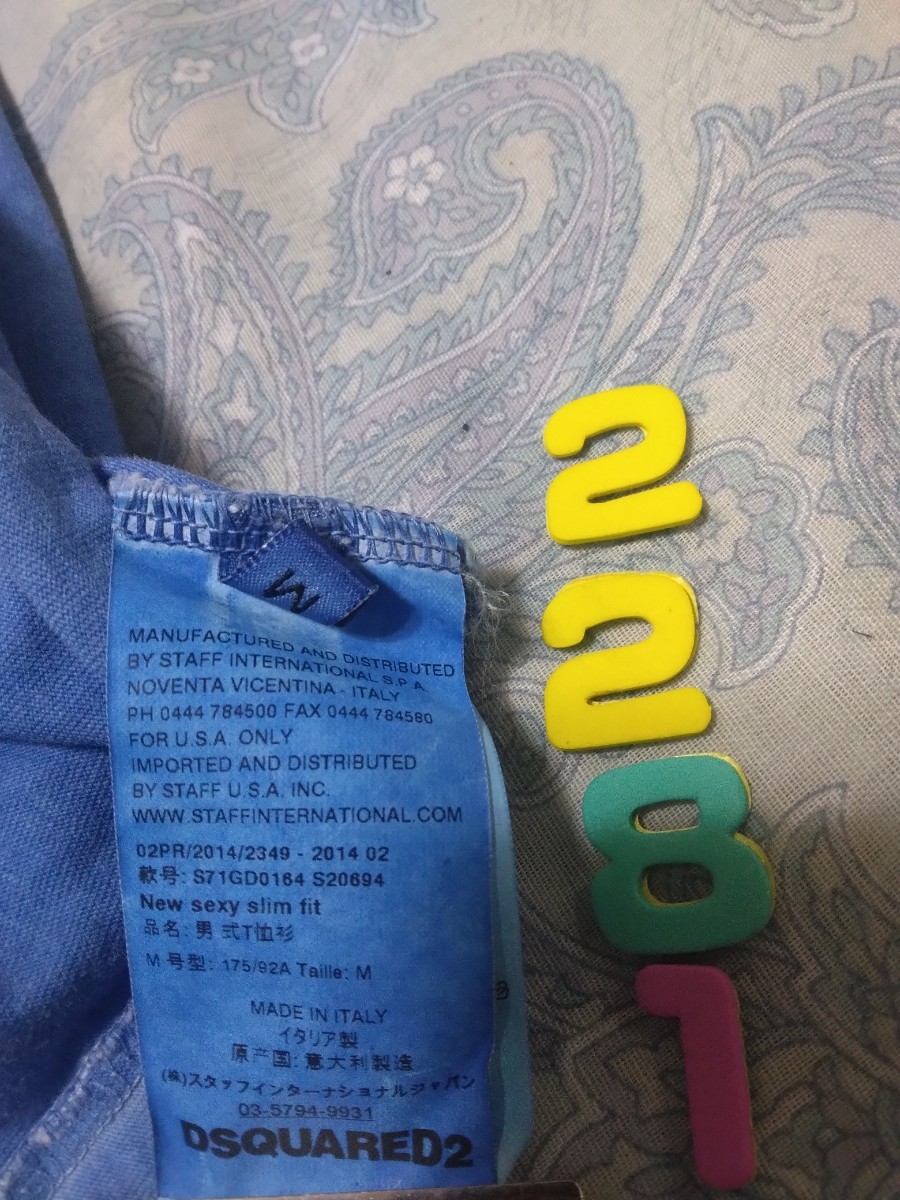 M
MANUFACTURED AND DISTRIBUTED
BY STAFF INTERNATIONAL S.P.A.
NOVENTA VICENTINA - ITALY
PH 0444 784500 FAX 0444 784580
FOR U.S.A. ONLY
IMPORTED AND DISTRIBUTED
BY STAFF U.S.A. INC.
WWW.STAFFINTERNATIONAL.COM
02PR/2014/2349 - 2014 02
款号: S71GD0164 S20694
New sexy slim fit
品名: 男式T恤衫
M 号型: 175/92A Taille: M
MADE IN ITALY
イタリア製
原产国: 意大利製造
(株)スタッフインターナショナルジャパン
03-5794-9931
DSQUARED2
2
2
8
1